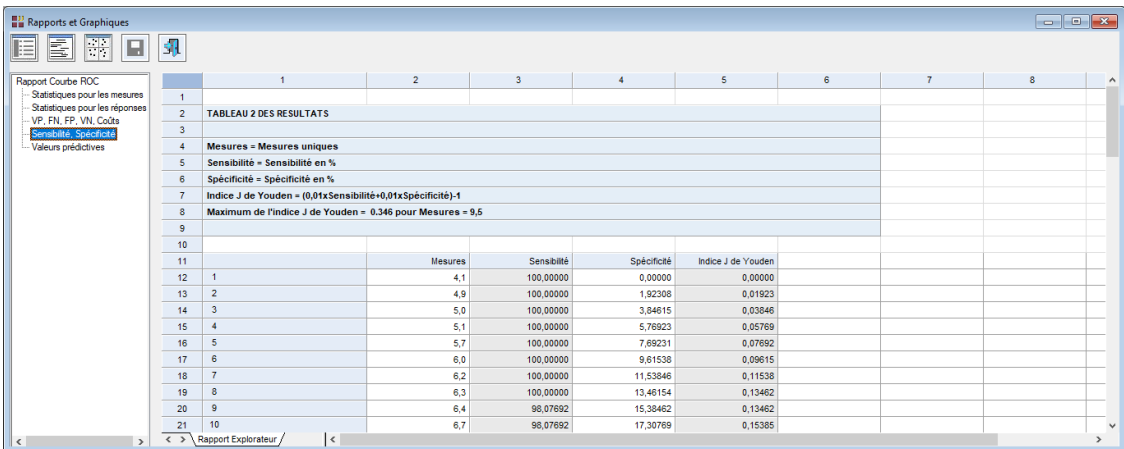 Rapports et Graphiques
Rapport Courbe ROC
Statistiques pour les mesures
Statistiques pour les réponses
VP, FN, FP, VN, Coûts
Sensibilité, Spécificité
Valeurs prédictives
1 2 3 4 5 6 7 8
1
2 TABLEAU 2 DES RESULTATS
3
4 Mesures = Mesures uniques
5 Sensibilité = Sensibilité en %
6 Spécificité = Spécificité en %
7 Indice J de Youden = (0,01xSensibilité+0,01xSpécificité)-1
8 Maximum de l'indice J de Youden = 0.346 pour Mesures = 9,5
9
10
11 Mesures Sensibilité Spécificité Indice J de Youden
12 1 4,1 100,00000 0,00000 0,00000
13 2 4,9 100,00000 1,92308 0,01923
14 3 5,0 100,00000 3,84615 0,03846
15 4 5,1 100,00000 5,76923 0,05769
16 5 5,7 100,00000 7,69231 0,07692
17 6 6,0 100,00000 9,61538 0,09615
18 7 6,2 100,00000 11,53846 0,11538
19 8 6,3 100,00000 13,46154 0,13462
20 9 6,4 98,07692 15,38462 0,13462
21 10 6,7 98,07692 17,30769 0,15385
Rapport Explorateur